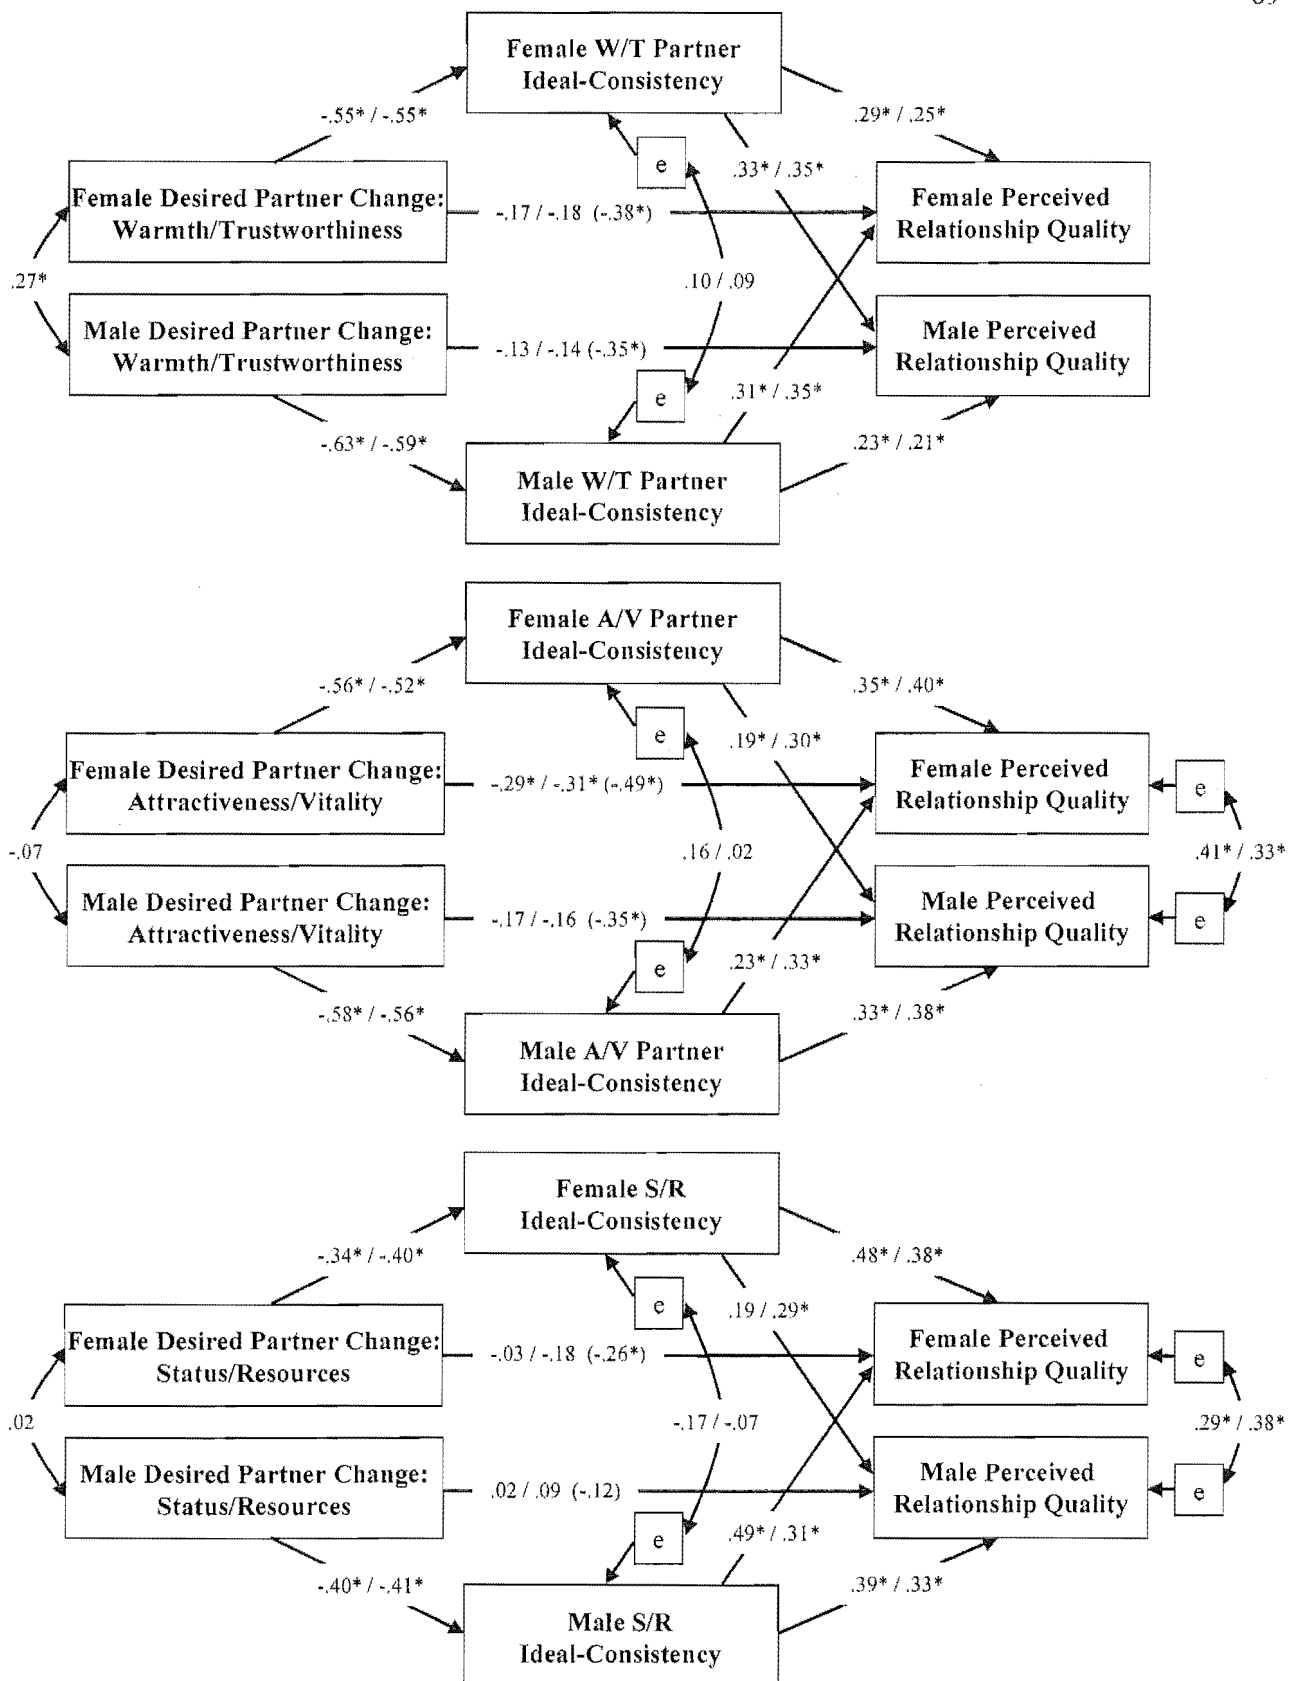 Female W/T Partner
Ideal-Consistency
-.55* / -.55*
.29* / .25*
e
.33* / .35*
Female Desired Partner Change:
Warmth/Trustworthiness
-.17 / -.18 (-.38*)
Female Perceived
Relationship Quality
.27*
.10 / .09
Male Desired Partner Change:
Warmth/Trustworthiness
-.13 / -.14 (-.35*)
Male Perceived
Relationship Quality
e
.31* / .35*
-.63* / -.59*
.23* / .21*
Male W/T Partner
Ideal-Consistency
Female A/V Partner
Ideal-Consistency
-.56* / -.52*
.35* / .40*
e
.19* / .30*
Female Desired Partner Change:
Attractiveness/Vitality
-.29* / -.31* (-.49*)
Female Perceived
Relationship Quality
e
-.07
.16 / .02
.41* / .33*
Male Desired Partner Change:
Attractiveness/Vitality
-.17 / -.16 (-.35*)
Male Perceived
Relationship Quality
e
e
.23* / .33*
-.58* / -.56*
.33* / .38*
Male A/V Partner
Ideal-Consistency
Female S/R
Ideal-Consistency
-.34* / -.40*
.48* / .38*
e
.19 / .29*
Female Desired Partner Change:
Status/Resources
-.03 / -.18 (-.26*)
Female Perceived
Relationship Quality
e
.02
-.17 / -.07
.29* / .38*
Male Desired Partner Change:
Status/Resources
.02 / .09 (-.12)
Male Perceived
Relationship Quality
e
e
.49* / .31*
-.40* / -.41*
.39* / .33*
Male S/R
Ideal-Consistency